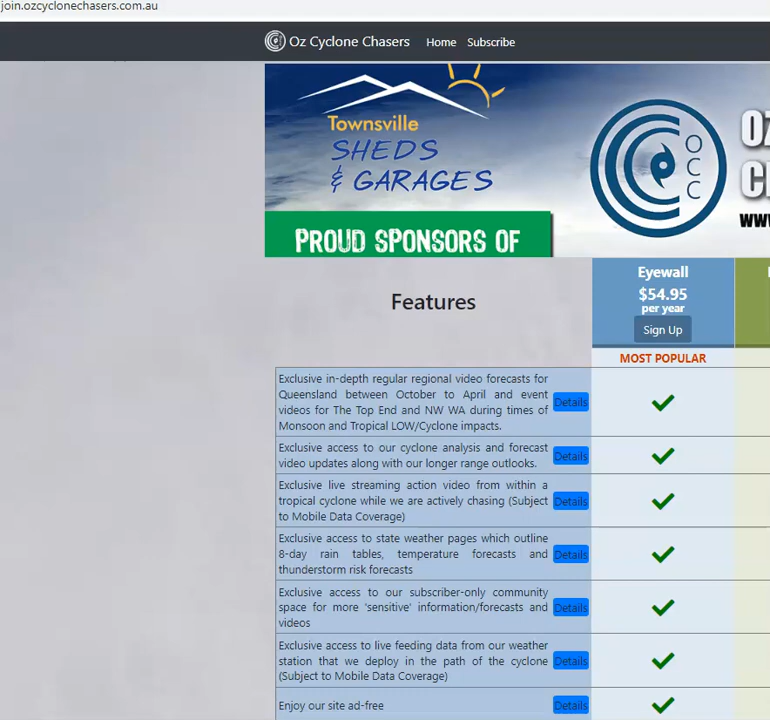 join.ozcyclonechasers.com.au
Oz Cyclone Chasers Home Subscribe
Townsville
SHEDS
& GARAGES
PROUD SPONSORS OF
OCC
OZ
C
www
Features
Eyewall
$54.95
per year
Sign Up
MOST POPULAR
Exclusive in-depth regular regional video forecasts for
Queensland between October to April and event
videos for The Top End and NW WA during times of
Monsoon and Tropical LOW/Cyclone impacts.
Details
Exclusive access to our cyclone analysis and forecast
video updates along with our longer range outlooks.
Details
Exclusive live streaming action video from within a
tropical cyclone while we are actively chasing (Subject
to Mobile Data Coverage)
Details
Exclusive access to state weather pages which outline
8-day rain tables, temperature forecasts and
thunderstorm risk forecasts
Details
Exclusive access to our subscriber-only community
space for more 'sensitive' information/forecasts and
videos
Details
Exclusive access to live feeding data from our weather
station that we deploy in the path of the cyclone
(Subject to Mobile Data Coverage)
Details
Enjoy our site ad-free
Details